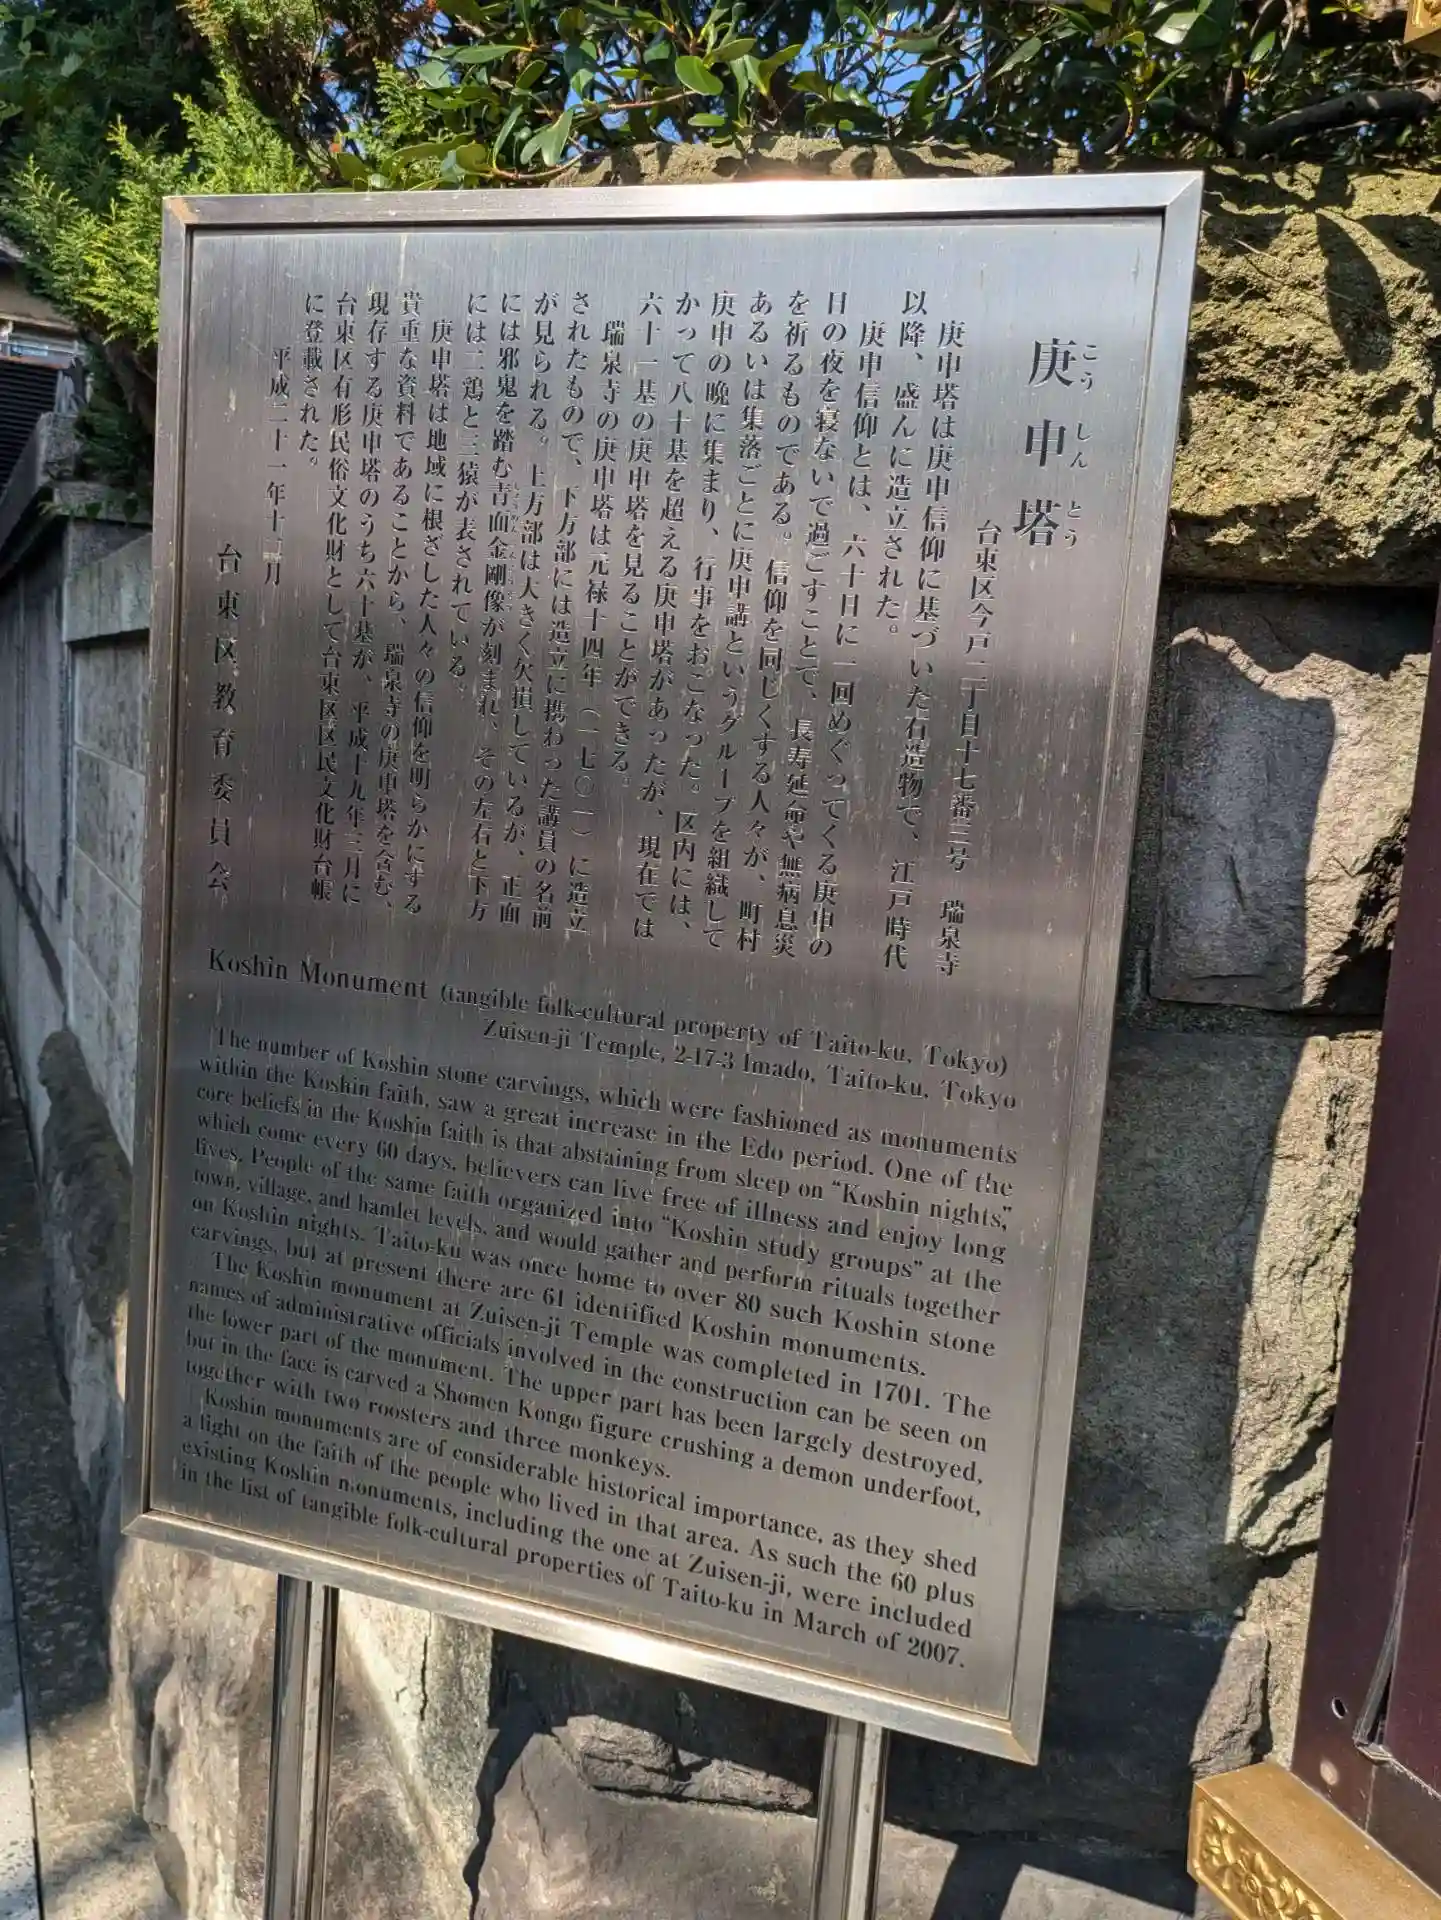 庚申塔
こうしんとう
台東区今戸二丁目十七番三号　瑞泉寺
庚申塔は庚申信仰に基づいた石造物で、江戸時代
以降、盛んに造立された。
庚申信仰とは、六十日に一回めぐってくる庚申の
日の夜を寝ないで過ごすことで、長寿延命や無病息災
を祈るものである。信仰を同じくする人々が、町村
あるいは集落ごとに庚申講というグループを組織して
庚申の晩に集まり、行事をおこなった。区内には、
かって八十基を超える庚申塔があったが、現在では
六十一基の庚申塔を見ることができる。
瑞泉寺の庚申塔は元禄十四年（一七〇一）に造立
されたもので、下方部には造立に携わった講員の名前
が見られる。上方部は大きく欠損しているが、正面
には邪鬼を踏む青面金剛像が刻まれ、その左右と下方
には二鶏と三猿が表されている。
庚申塔は地域に根ざした人々の信仰を明らかにする
貴重な資料であることから、瑞泉寺の庚申塔を含む、
現存する庚申塔のうち六十基が、平成十九年三月に
台東区有形民俗文化財として台東区区民文化財台帳
に登載された。
平成二十一年十二月
台東区教育委員会
Koshin Monument (tangible folk-cultural property of Taito-ku, Tokyo)
Zuisen-ji Temple, 2-17-3 Imado, Taito-ku, Tokyo
The number of Koshin stone carvings, which were fashioned as monuments
within the Koshin faith, saw a great increase in the Edo period. One of the
core beliefs in the Koshin faith is that abstaining from sleep on “Koshin nights,”
which come every 60 days, believers can live free of illness and enjoy long
lives. People of the same faith organized into “Koshin study groups” at the
town, village, and hamlet levels, and would gather and perform rituals together
on Koshin nights. Taito-ku was once home to over 80 such Koshin stone
carvings, but at present there are 61 identified Koshin monuments.
The Koshin monument at Zuisen-ji Temple was completed in 1701. The
names of administrative officials involved in the construction can be seen on
the lower part of the monument. The upper part has been largely destroyed,
but in the face is carved a Shomen Kongo figure crushing a demon underfoot,
together with two roosters and three monkeys.
Koshin monuments are of considerable historical importance, as they shed
a light on the faith of the people who lived in that area. As such the 60 plus
existing Koshin monuments, including the one at Zuisen-ji, were included
in the list of tangible folk-cultural properties of Taito-ku in March of 2007.